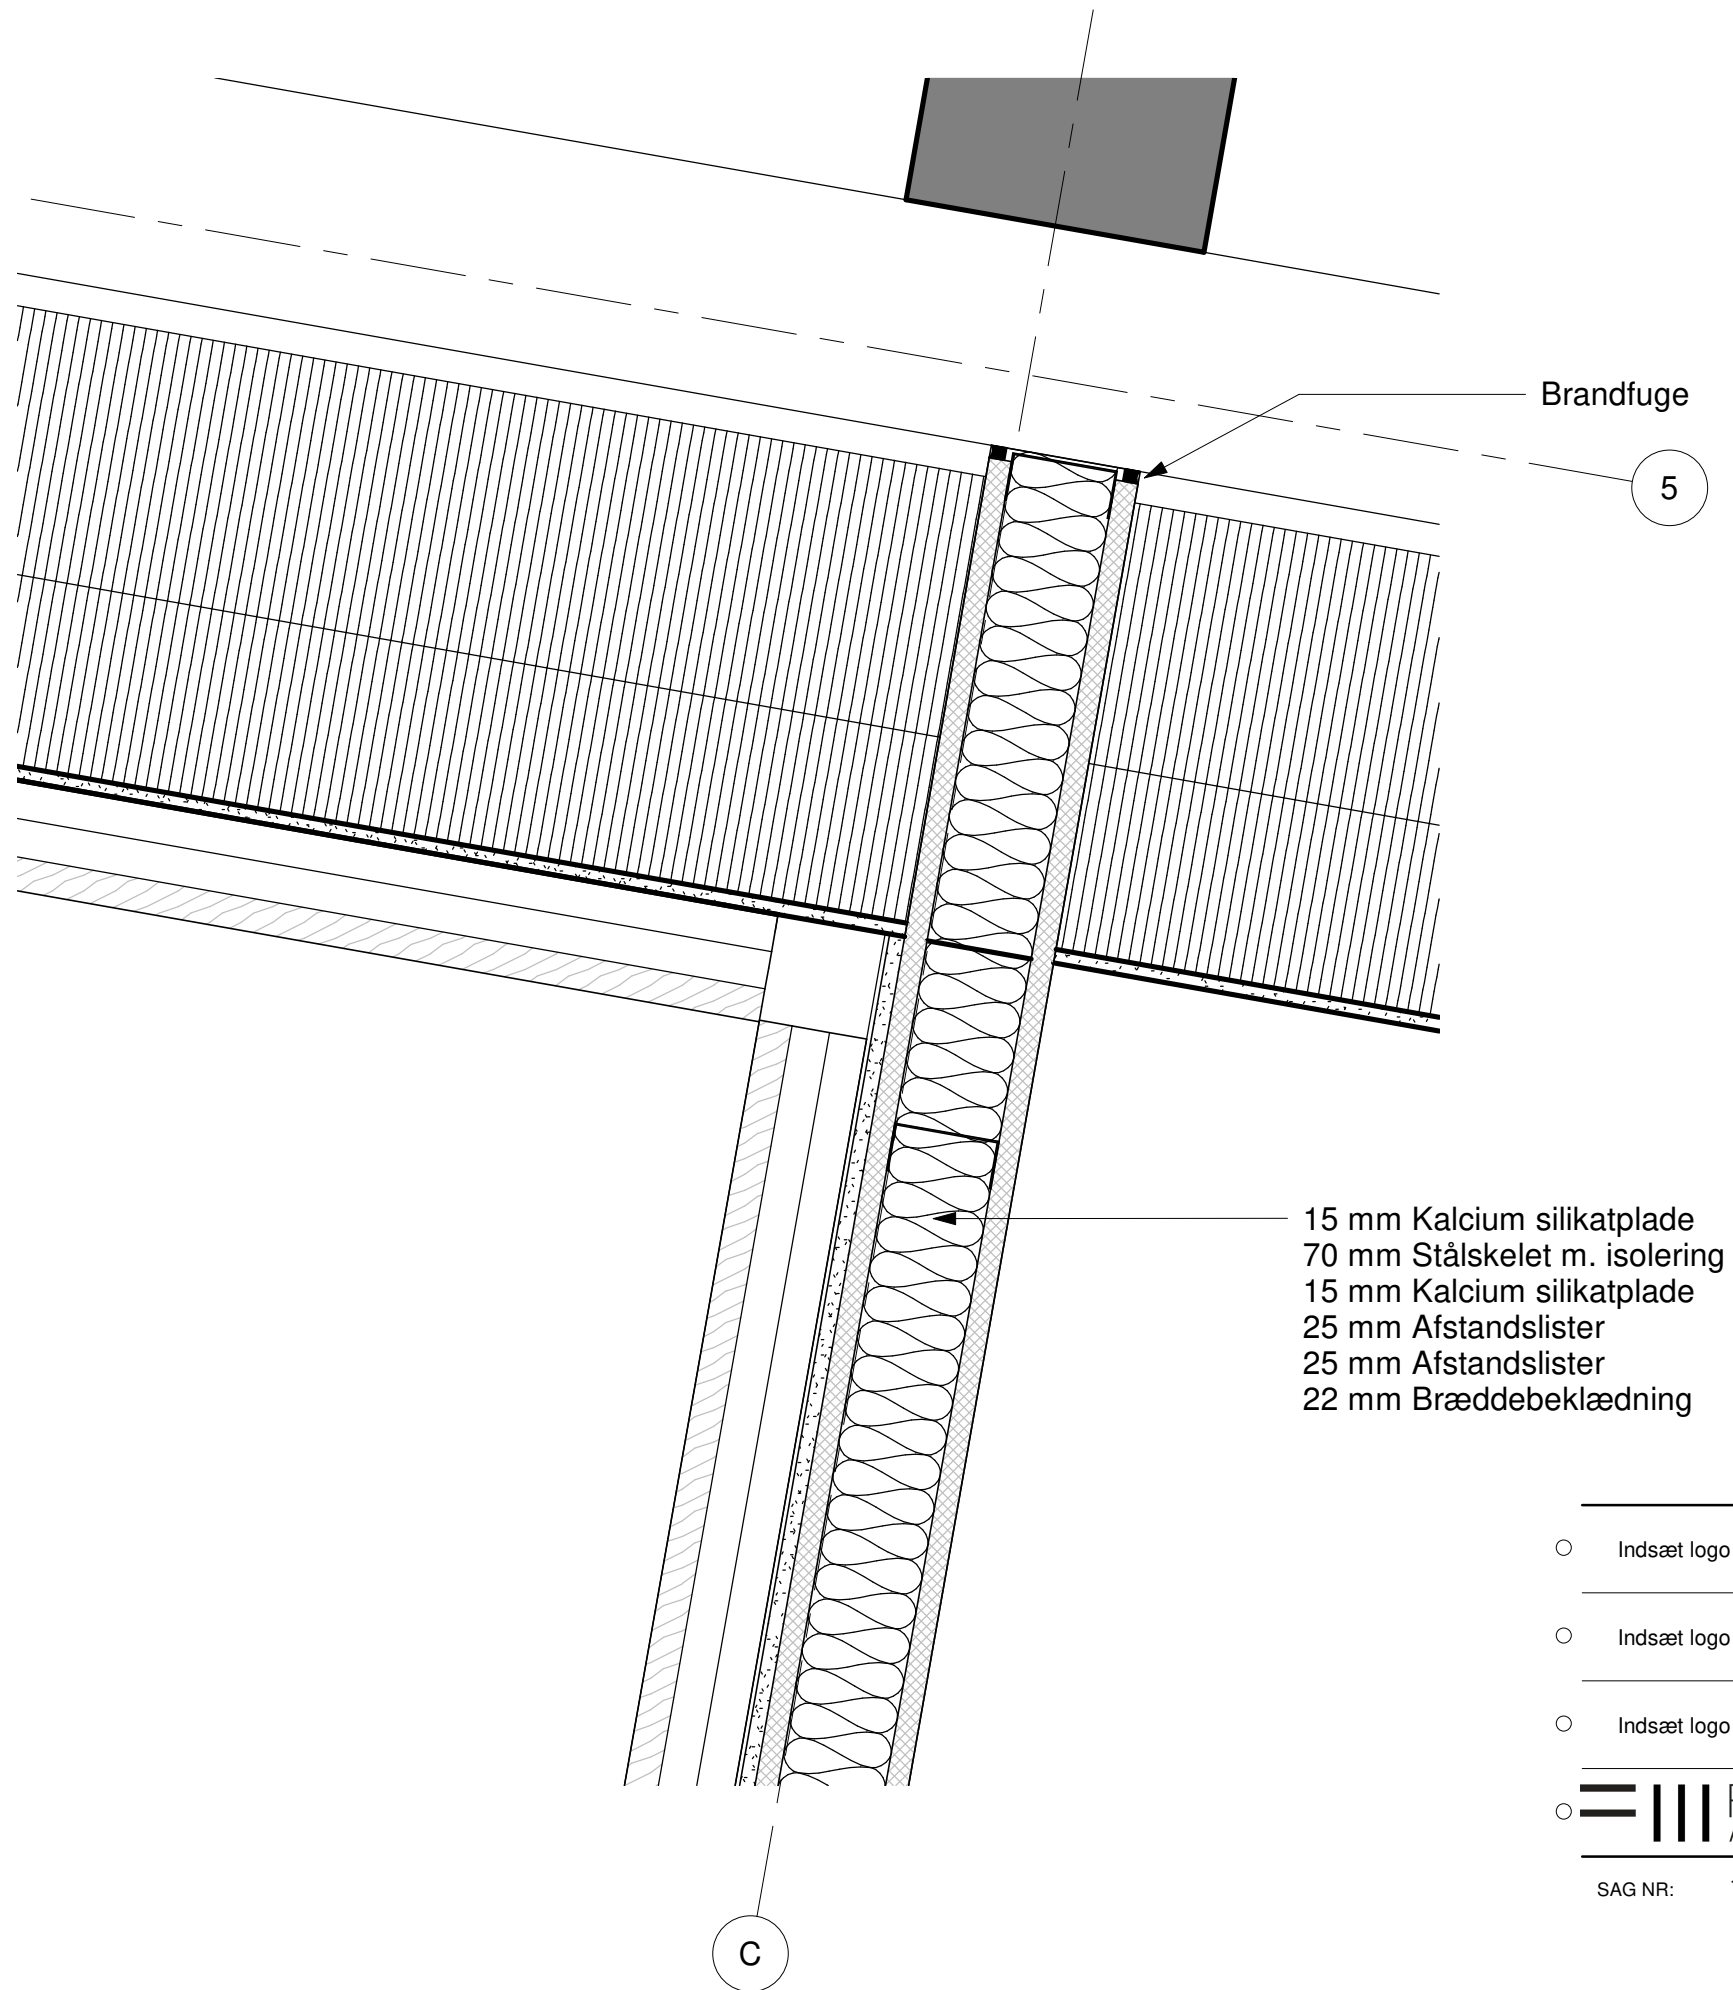 Brandfuge
5
15 mm Kalcium silikatplade
70 mm Stålskelet m. isolering
15 mm Kalcium silikatplade
25 mm Afstandslister
25 mm Afstandslister
22 mm Bræddebeklædning
Indsæt logo
Indsæt logo
Indsæt logo
SAG NR:
C